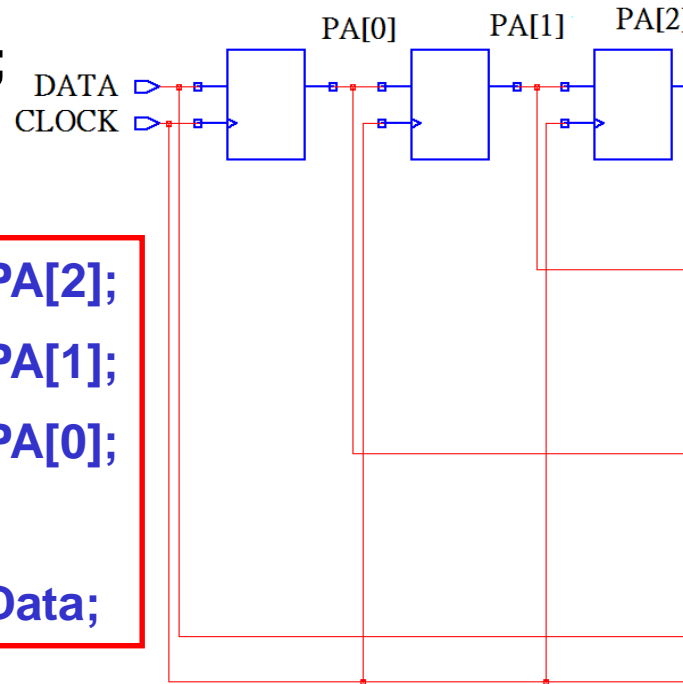 ;
PA[0] PA[1] PA[2]
DATA
CLOCK
PA[2];
PA[1];
PA[0];
Data;